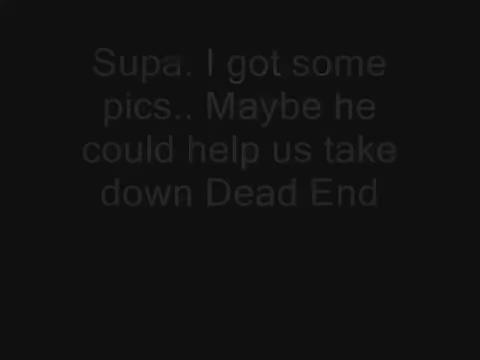 Supa. I got some
pics.. Maybe he
could help us take
down Dead End